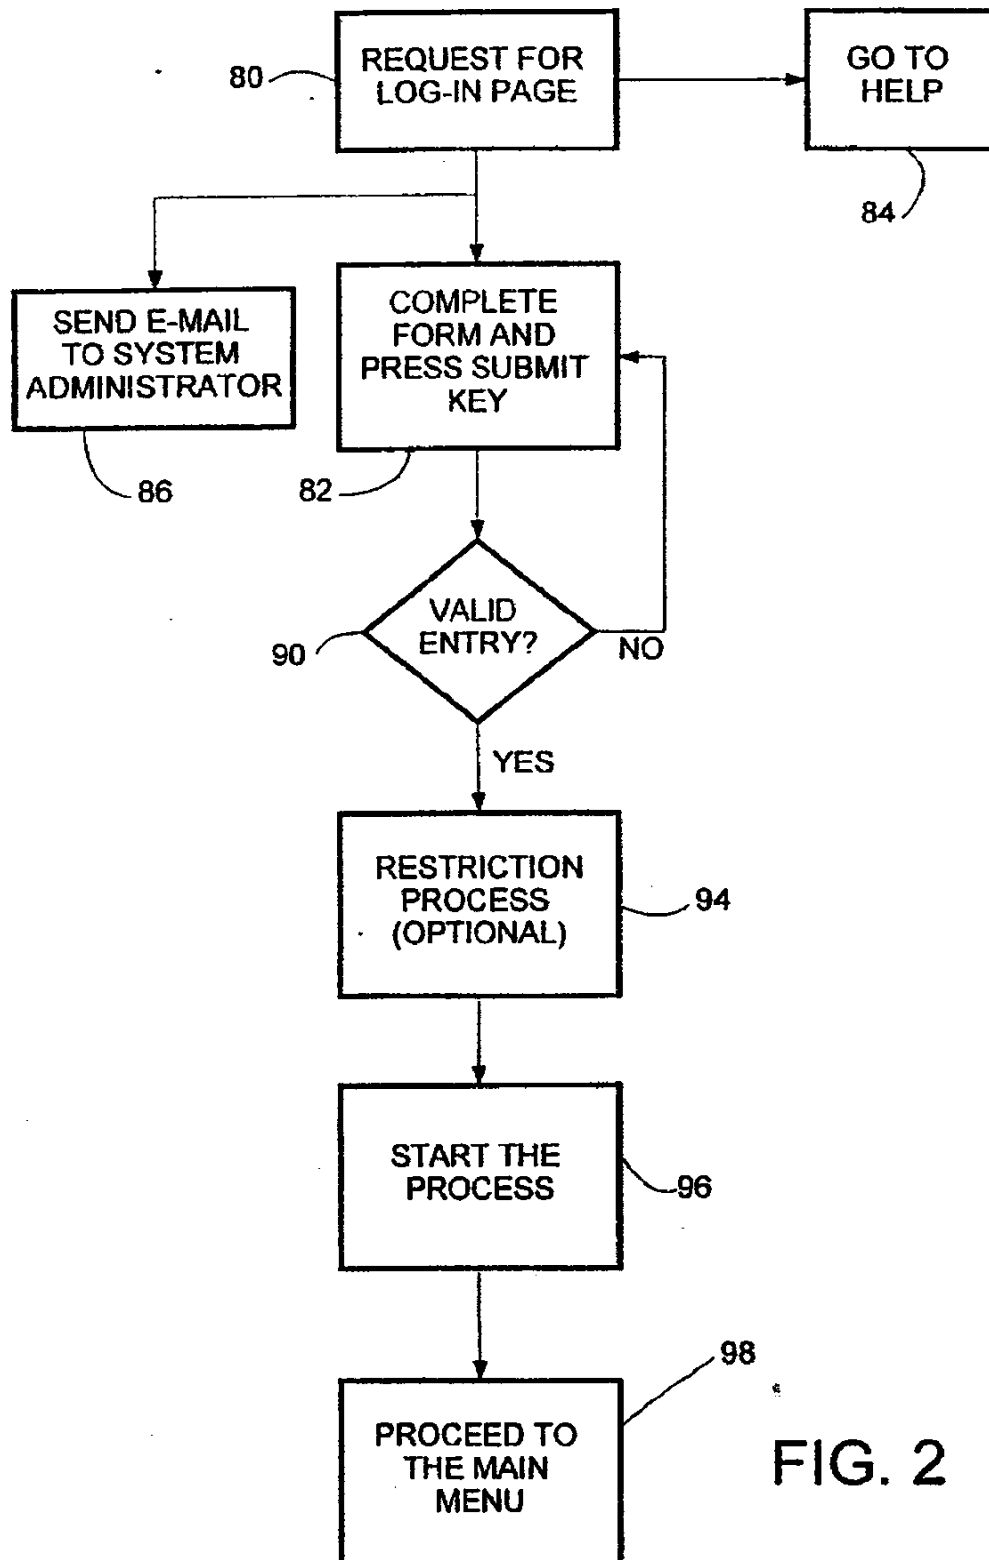 80
REQUEST FOR
LOG-IN PAGE
GO TO
HELP
84
SEND E-MAIL
TO SYSTEM
ADMINISTRATOR
86
COMPLETE
FORM AND
PRESS SUBMIT
KEY
82
VALID
ENTRY?
90
NO
YES
RESTRICTION
PROCESS
(OPTIONAL)
94
START THE
PROCESS
96
98
PROCEED TO
THE MAIN
MENU
FIG. 2